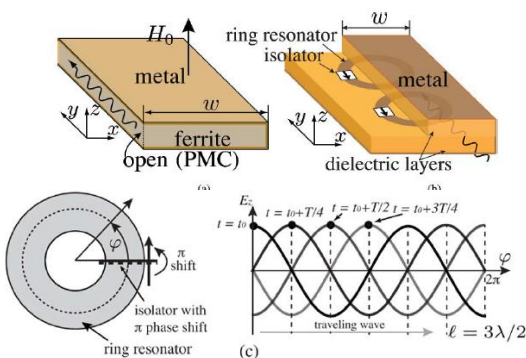 H₀
metal
w
ferrite
open (PMC)
y
z
x
(a)
w
ring resonator
isolator
metal
y
z
x
dielectric layers
(b)
φ
π
shift
isolator with
π phase shift
ring resonator
(c)
E_z
t = t₀
t = t₀+T/4
t = t₀+T/2
t = t₀+3T/4
φ
2π
traveling wave
ℓ = 3λ/2